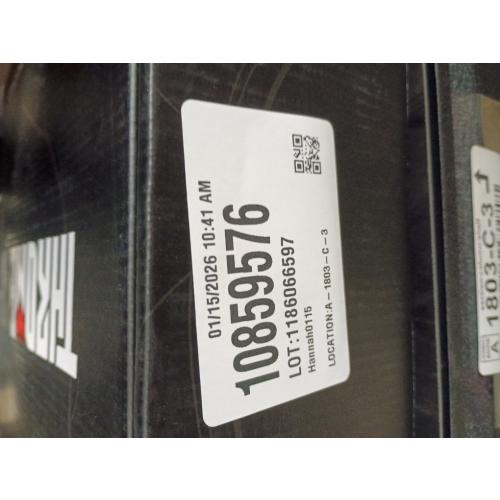 01/15/2026 10:41 AM
10859576
LOT:1186066597
Hannah0115
LOCATION:A-1803-C-3
A 1803-C-3